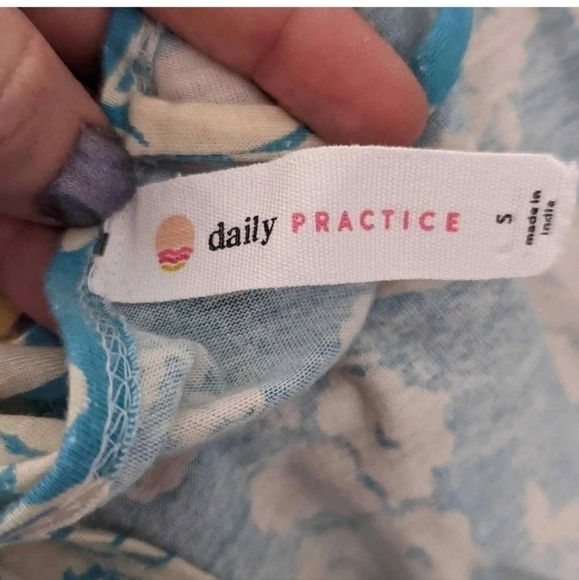 daily PRACTICE
S
made in
india